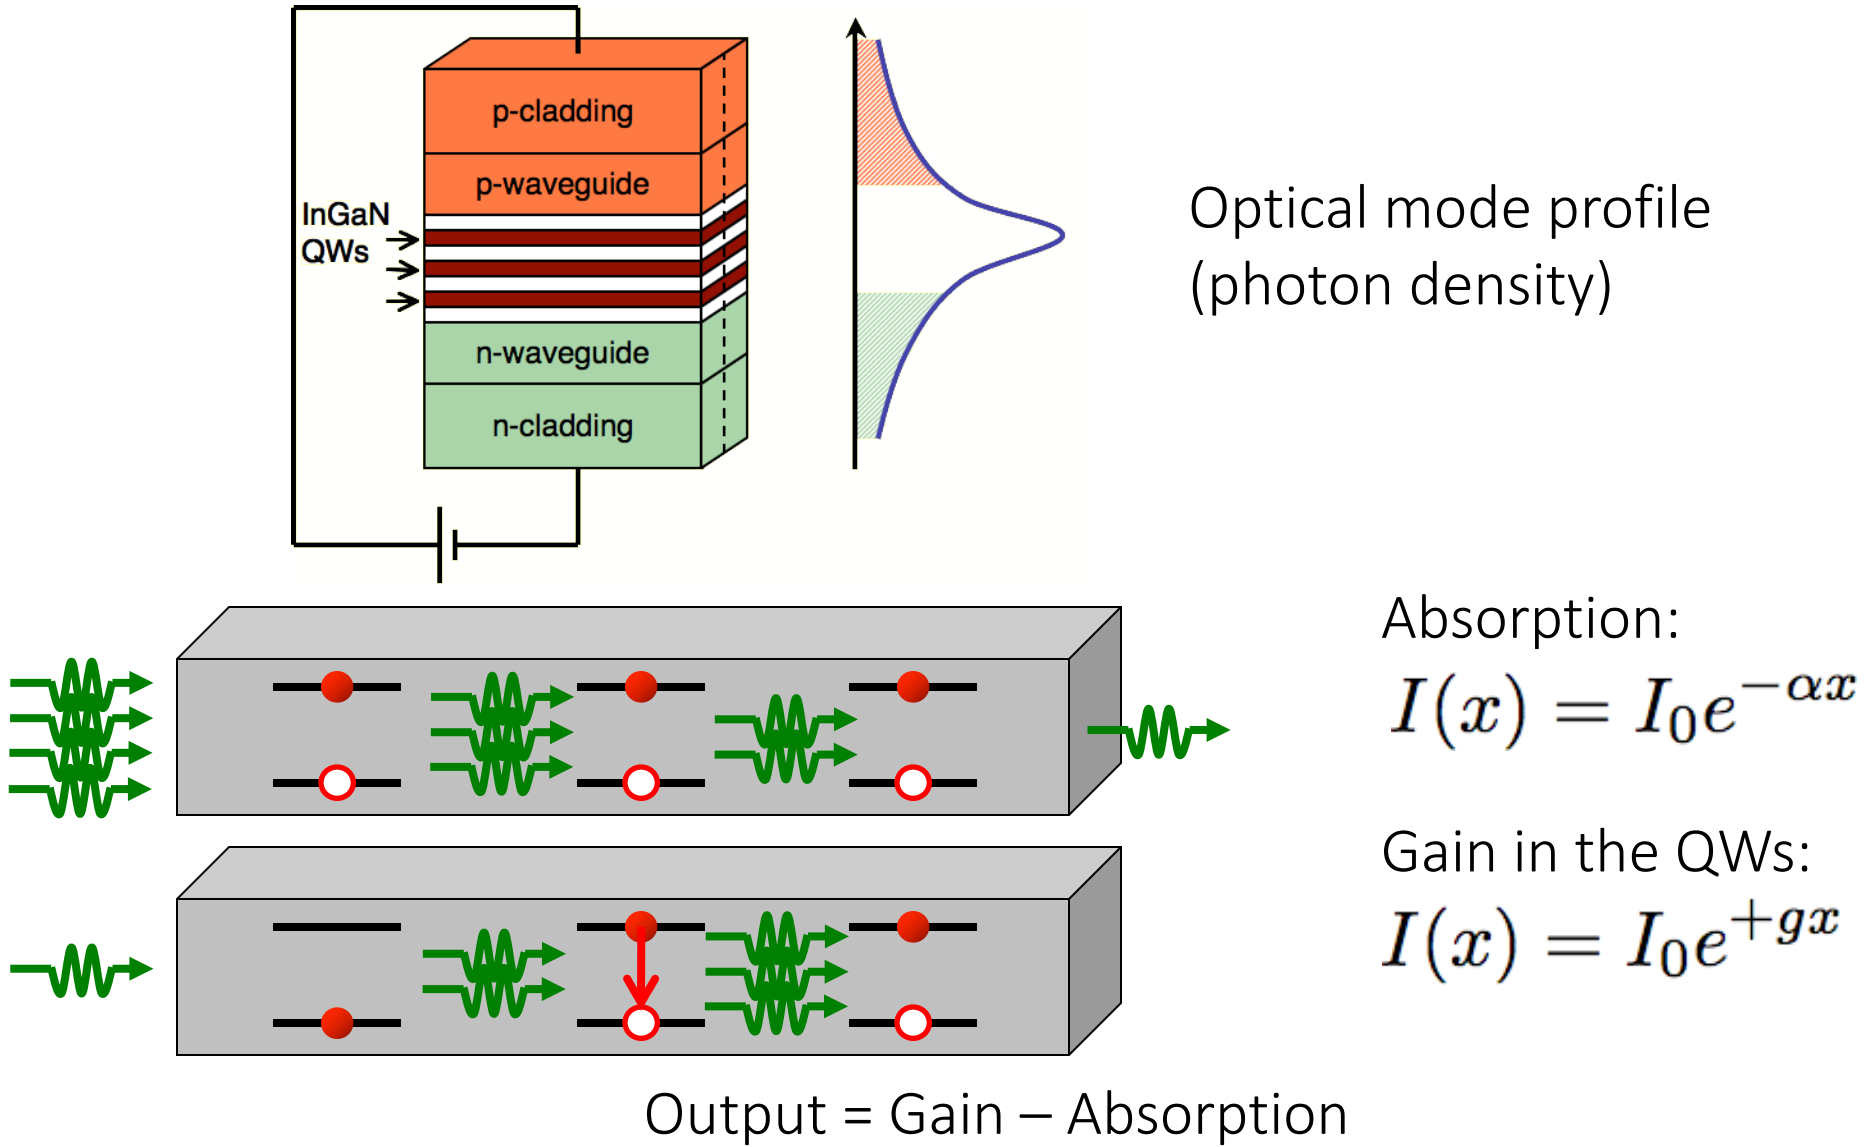 p-cladding
p-waveguide
InGaN
QWs
n-waveguide
n-cladding
Optical mode profile
(photon density)
Absorption:
I(x) = I₀e^{−αx}
Gain in the QWs:
I(x) = I₀e^{+gx}
Output = Gain – Absorption